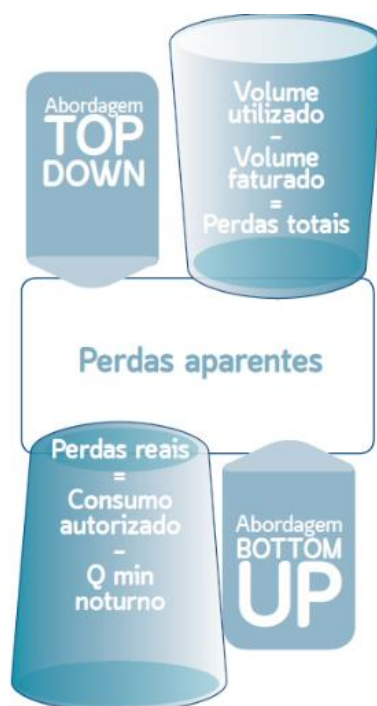 Abordagem
TOP
DOWN
Volume
utilizado
-
Volume
faturado
=
Perdas totais
Perdas aparentes
Perdas reais
=
Consumo
autorizado
-
Q min
noturno
Abordagem
BOTTOM
UP